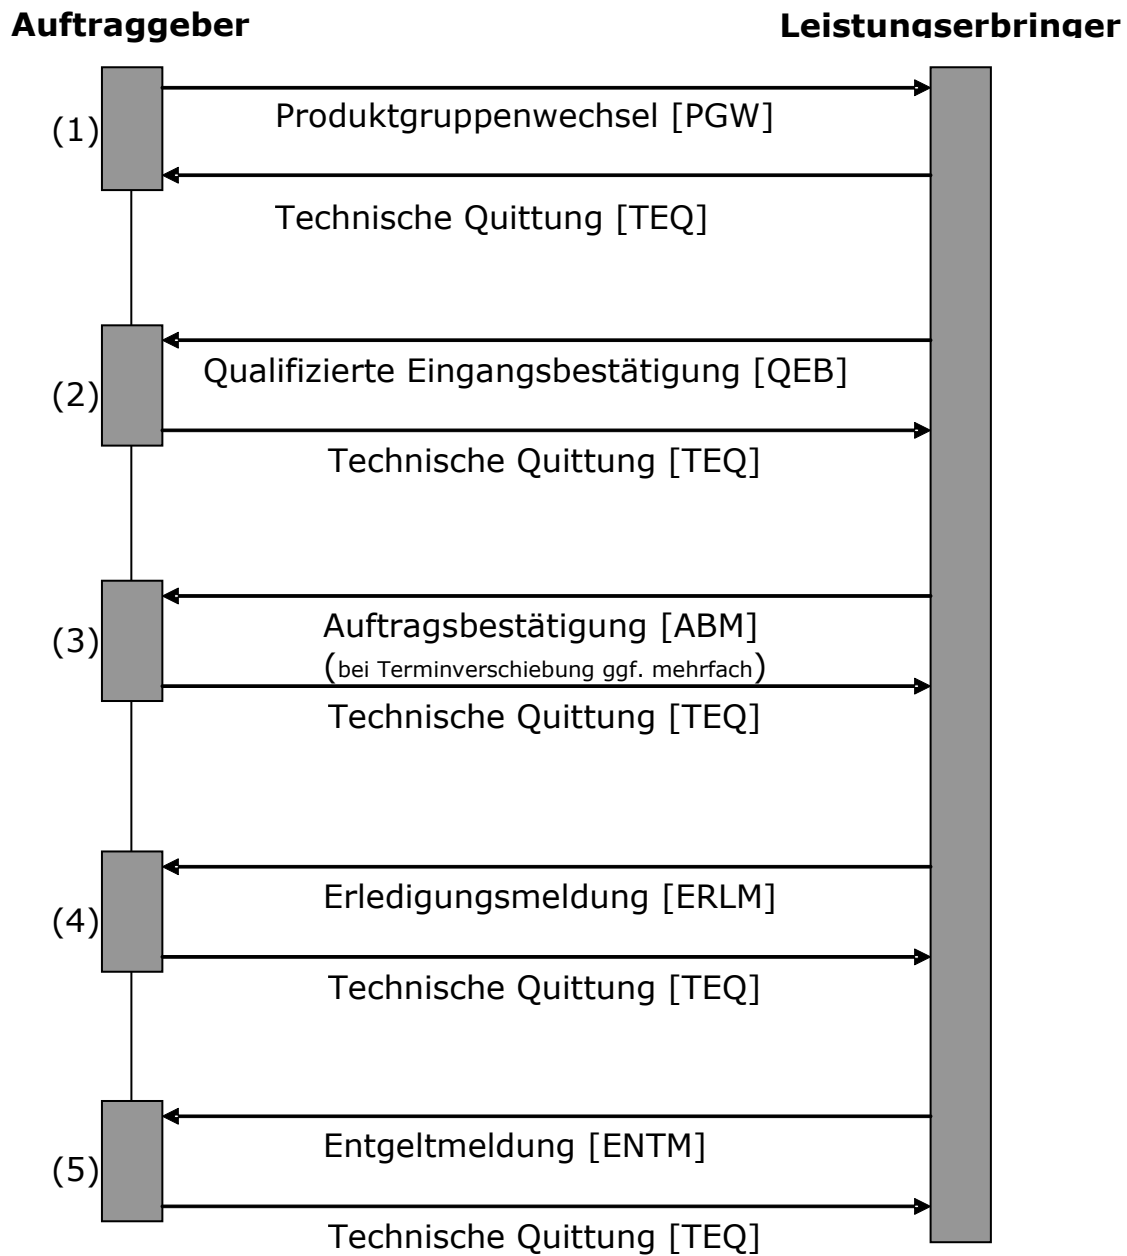 Auftraggeber
Leistungserbringer
Produktgruppenwechsel [PGW]
(1)
Technische Quittung [TEQ]
Qualifizierte Eingangsbestätigung [QEB]
(2)
Technische Quittung [TEQ]
Auftragsbestätigung [ABM]
(3)
(bei Terminverschiebung ggf. mehrfach)
Technische Quittung [TEQ]
Erledigungsmeldung [ERLM]
(4)
Technische Quittung [TEQ]
Entgeltmeldung [ENTM]
(5)
Technische Quittung [TEQ]